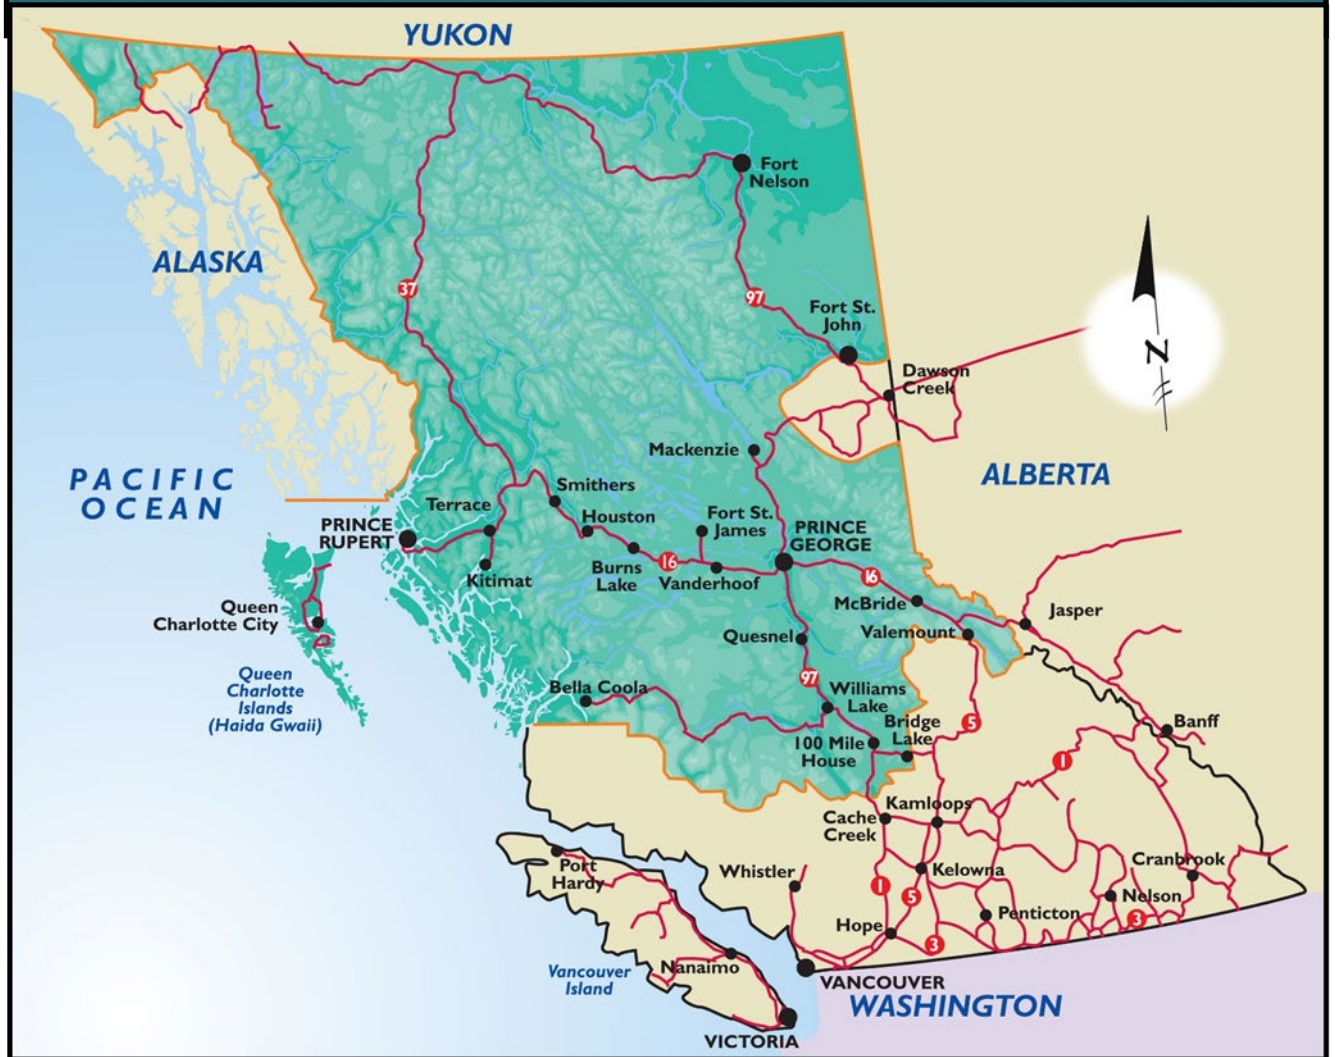 YUKON
Fort
Nelson
ALASKA
37
97
Fort St.
John
Dawson
Creek
N
Mackenzie
ALBERTA
PACIFIC
OCEAN
Smithers
Terrace
Houston
Fort St.
James
PRINCE
RUPERT
PRINCE
GEORGE
Burns
Lake
16
Vanderhoof
16
Kitimat
McBride
Queen
Charlotte City
Jasper
Quesnel
Valemount
Queen
Charlotte
Islands
(Haida Gwaii)
97
Bella Coola
Williams
Lake
Bridge
Lake
5
Banff
100 Mile
House
1
Kamloops
Cache
Creek
Port
Hardy
Whistler
Kelowna
Cranbrook
1
5
Nelson
Penticton
3
Hope
3
Nanaimo
Vancouver
Island
VANCOUVER
WASHINGTON
VICTORIA